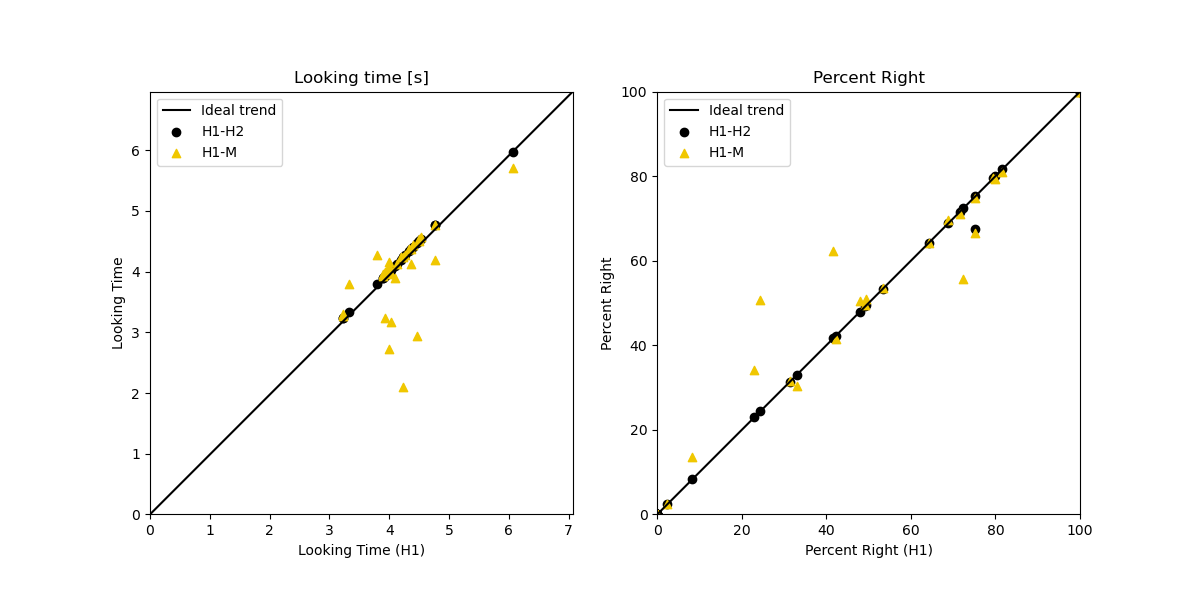 Looking time [s]
Ideal trend
H1-H2
H1-M
Looking Time
6
5
4
3
2
1
0
0 1 2 3 4 5 6 7
Looking Time (H1)
Percent Right
Ideal trend
H1-H2
H1-M
Percent Right
100
80
60
40
20
0
0 20 40 60 80 100
Percent Right (H1)